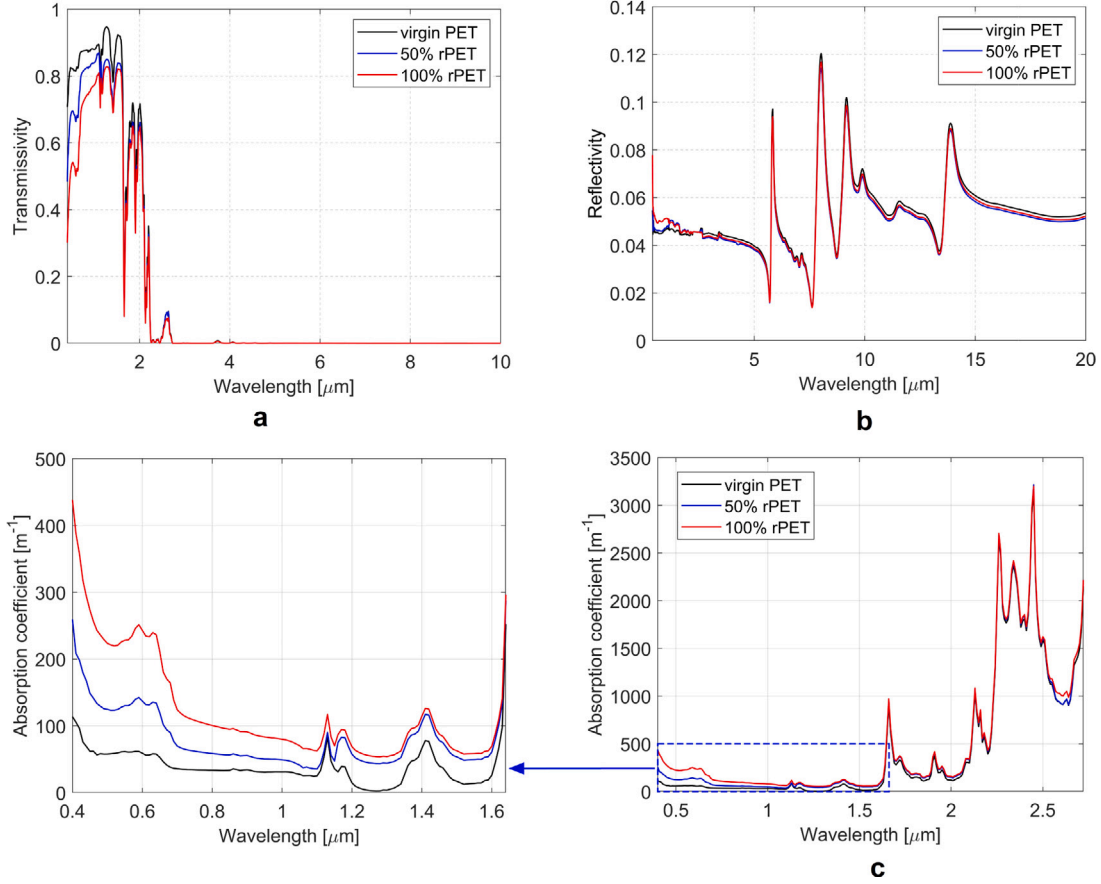 virgin PET
50% rPET
100% rPET
Transmissivity
1
0.8
0.6
0.4
0.2
0
2
4
6
8
10
Wavelength [μm]
a
virgin PET
50% rPET
100% rPET
Reflectivity
0.14
0.12
0.1
0.08
0.06
0.04
0.02
0
5
10
15
20
Wavelength [μm]
b
Absorption coefficient [m⁻¹]
500
400
300
200
100
0
0.4
0.6
0.8
1
1.2
1.4
1.6
Wavelength [μm]
virgin PET
50% rPET
100% rPET
Absorption coefficient [m⁻¹]
3500
3000
2500
2000
1500
1000
500
0
0.5
1
1.5
2
2.5
Wavelength [μm]
c